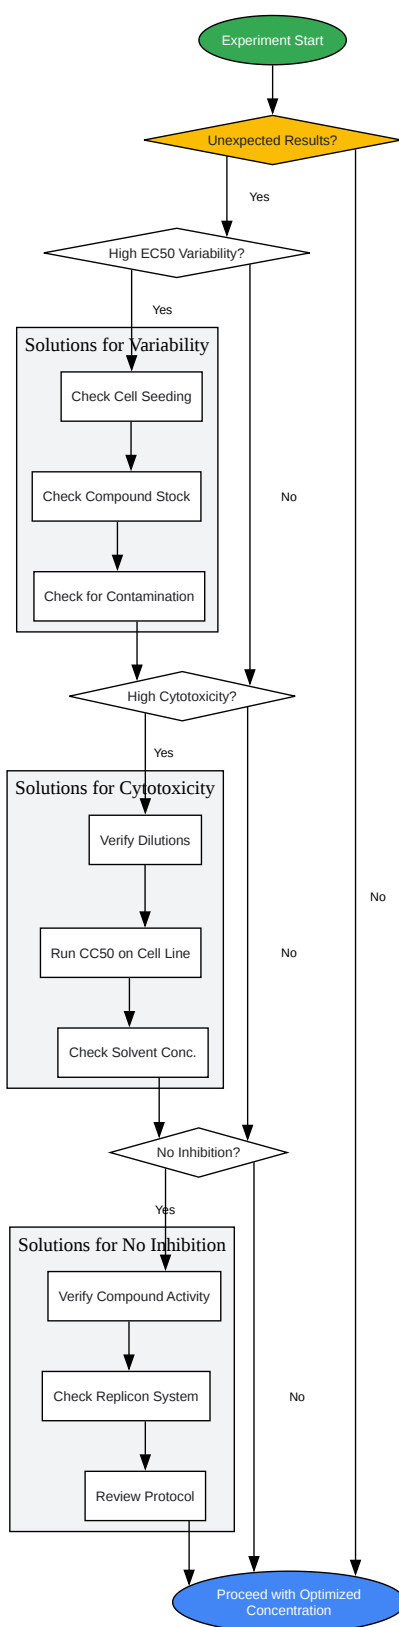 Experiment Start
Unexpected Results?
Yes
High EC50 Variability?
Yes
Solutions for Variability
Check Cell Seeding
Check Compound Stock
No
Check for Contamination
High Cytotoxicity?
Yes
Solutions for Cytotoxicity
Verify Dilutions
No
Run CC50 on Cell Line
No
Check Solvent Conc.
No Inhibition?
Yes
Solutions for No Inhibition
Verify Compound Activity
Check Replicon System
No
Review Protocol
Proceed with Optimized
Concentration